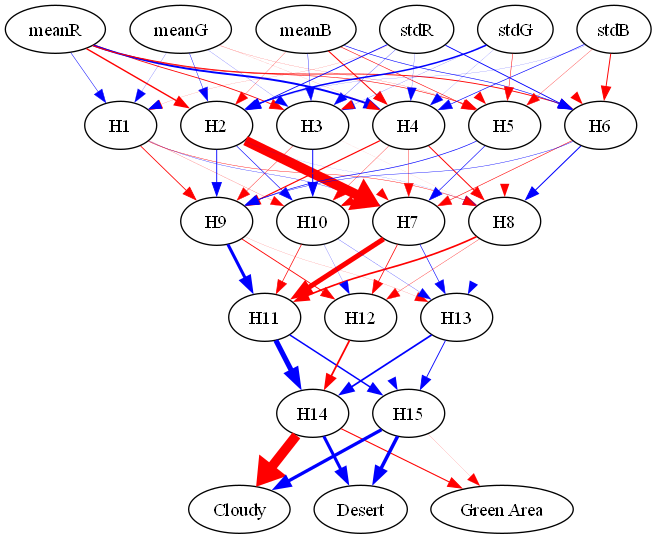 meanR meanG meanB stdR stdG stdB
H1 H2 H3 H4 H5 H6
H9 H10 H7 H8
H11 H12 H13
H14 H15
Cloudy Desert Green Area